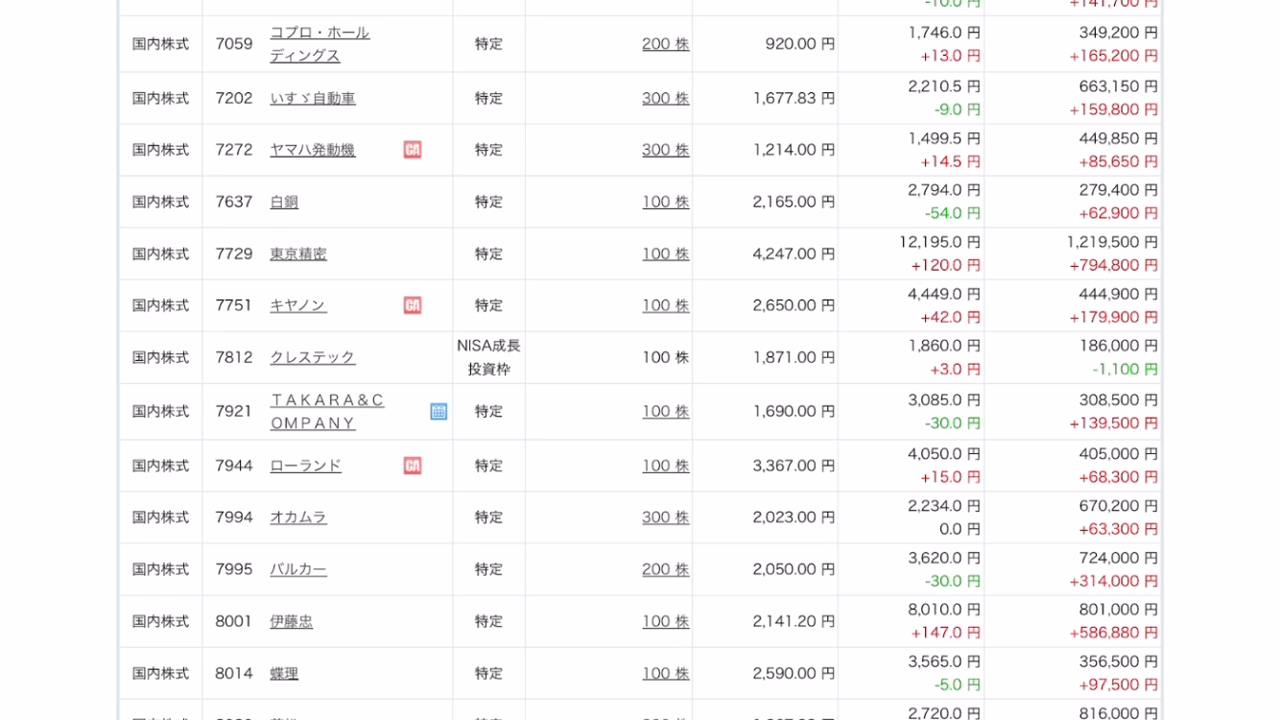 -10.0 円 +141,700 円
国内株式 7059 コプロ・ホール
ディングス 特定 200 株 920.00 円 1,746.0 円 349,200 円
+13.0 円 +165,200 円
国内株式 7202 いすゞ自動車 特定 300 株 1,677.83 円 2,210.5 円 663,150 円
-9.0 円 +159,800 円
国内株式 7272 ヤマハ発動機 GA 特定 300 株 1,214.00 円 1,499.5 円 449,850 円
+14.5 円 +85,650 円
国内株式 7637 白銅 特定 100 株 2,165.00 円 2,794.0 円 279,400 円
-54.0 円 +62,900 円
国内株式 7729 東京精密 特定 100 株 4,247.00 円 12,195.0 円 1,219,500 円
+120.0 円 +794,800 円
国内株式 7751 キヤノン GA 特定 100 株 2,650.00 円 4,449.0 円 444,900 円
+42.0 円 +179,900 円
国内株式 7812 クレステック NISA成長
投資枠 100 株 1,871.00 円 1,860.0 円 186,000 円
+3.0 円 -1,100 円
国内株式 7921 ＴＡＫＡＲＡ＆Ｃ
ＯＭＰＡＮＹ 特定 100 株 1,690.00 円 3,085.0 円 308,500 円
-30.0 円 +139,500 円
国内株式 7944 ローランド GA 特定 100 株 3,367.00 円 4,050.0 円 405,000 円
+15.0 円 +68,300 円
国内株式 7994 オカムラ 特定 300 株 2,023.00 円 2,234.0 円 670,200 円
0.0 円 +63,300 円
国内株式 7995 バルカー 特定 200 株 2,050.00 円 3,620.0 円 724,000 円
-30.0 円 +314,000 円
国内株式 8001 伊藤忠 特定 100 株 2,141.20 円 8,010.0 円 801,000 円
+147.0 円 +586,880 円
国内株式 8014 蝶理 特定 100 株 2,590.00 円 3,565.0 円 356,500 円
-5.0 円 +97,500 円
2,720.0 円 816,000 円